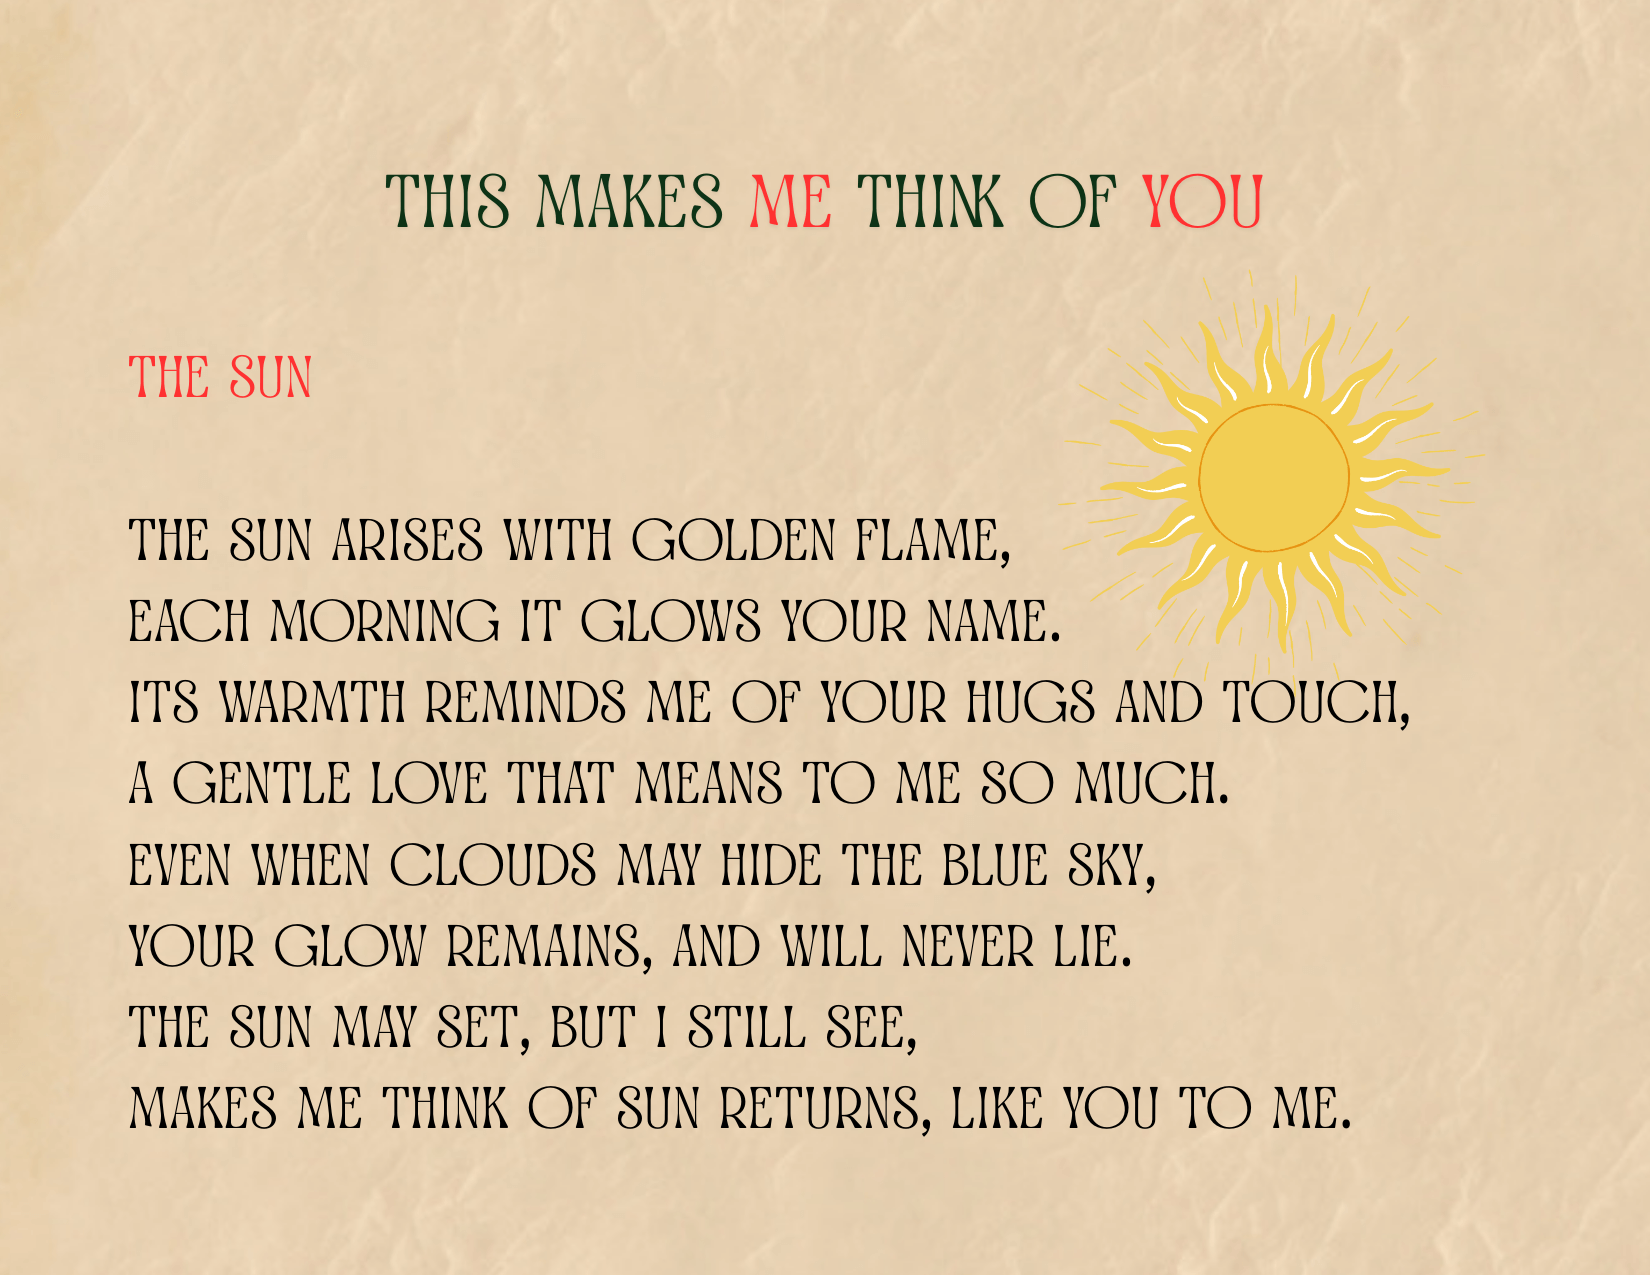 THIS MAKES ME THINK OF YOU
THE SUN
THE SUN ARISES WITH GOLDEN FLAME,
EACH MORNING IT GLOWS YOUR NAME.
ITS WARMTH REMINDS ME OF YOUR HUGS AND TOUCH,
A GENTLE LOVE THAT MEANS TO ME SO MUCH.
EVEN WHEN CLOUDS MAY HIDE THE BLUE SKY,
YOUR GLOW REMAINS, AND WILL NEVER LIE.
THE SUN MAY SET, BUT I STILL SEE,
MAKES ME THINK OF SUN RETURNS, LIKE YOU TO ME.